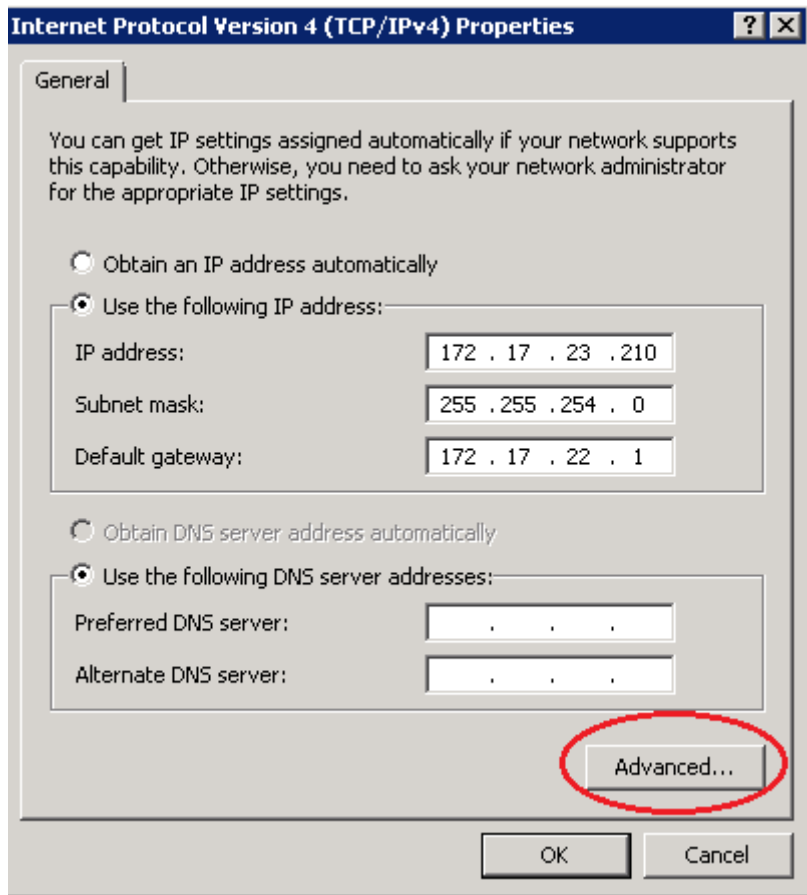 Internet Protocol Version 4 (TCP/IPv4) Properties
General
You can get IP settings assigned automatically if your network supports
this capability. Otherwise, you need to ask your network administrator
for the appropriate IP settings.
Obtain an IP address automatically
Use the following IP address:
IP address: 172 . 17 . 23 . 210
Subnet mask: 255 . 255 . 254 . 0
Default gateway: 172 . 17 . 22 . 1
Obtain DNS server address automatically
Use the following DNS server addresses:
Preferred DNS server: . . .
Alternate DNS server: . . .
Advanced...
OK Cancel